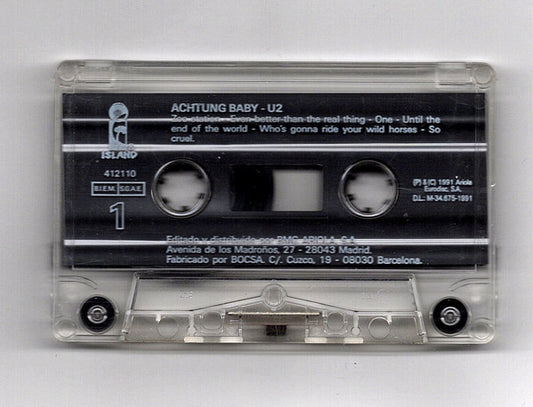 ACHTUNG BABY - U2
Zoo station - Even better than the real thing - One - Until the
end of the world - Who's gonna ride your wild horses - So
cruel.
ISLAND
412110
B.I.E.M. S.G.A.E.
1
(P) & (C) 1991 Ariola
Eurodisc, S.A.
D.L.: M-34.675-1991
Editado y distribuido por BMG ARIOLA, S.A.
Avenida de los Madroños, 27 - 28043 Madrid.
Fabricado por BOCSA. C/. Cuzco, 19 - 08030 Barcelona.